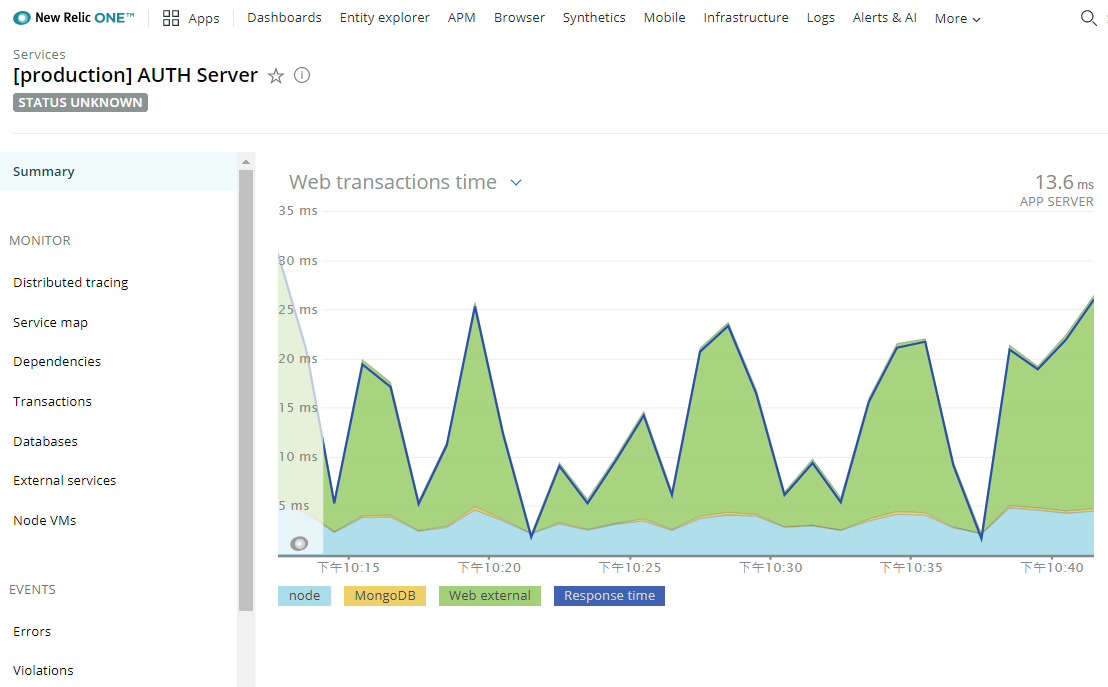 New Relic ONE™ Apps Dashboards Entity explorer APM Browser Synthetics Mobile Infrastructure Logs Alerts & AI More
Services
[production] AUTH Server
STATUS UNKNOWN
Summary
MONITOR
Distributed tracing
Service map
Dependencies
Transactions
Databases
External services
Node VMs
EVENTS
Errors
Violations
Web transactions time
13.6 ms
APP SERVER
35 ms
30 ms
25 ms
20 ms
15 ms
10 ms
5 ms
下午10:15 下午10:20 下午10:25 下午10:30 下午10:35 下午10:40
node MongoDB Web external Response time